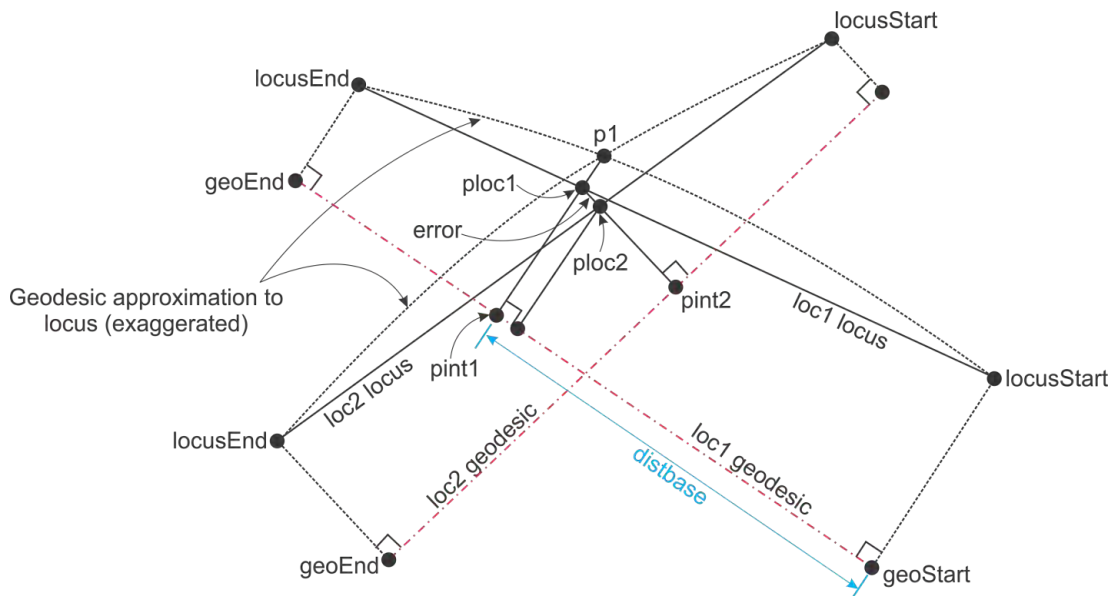 locusStart
locusEnd
p1
geoEnd
ploc1
error
ploc2
Geodesic approximation to
locus (exaggerated)
pint2
loc1 locus
pint1
locusStart
loc2 locus
locusEnd
loc2 geodesic
distbase
loc1 geodesic
geoEnd
geoStart